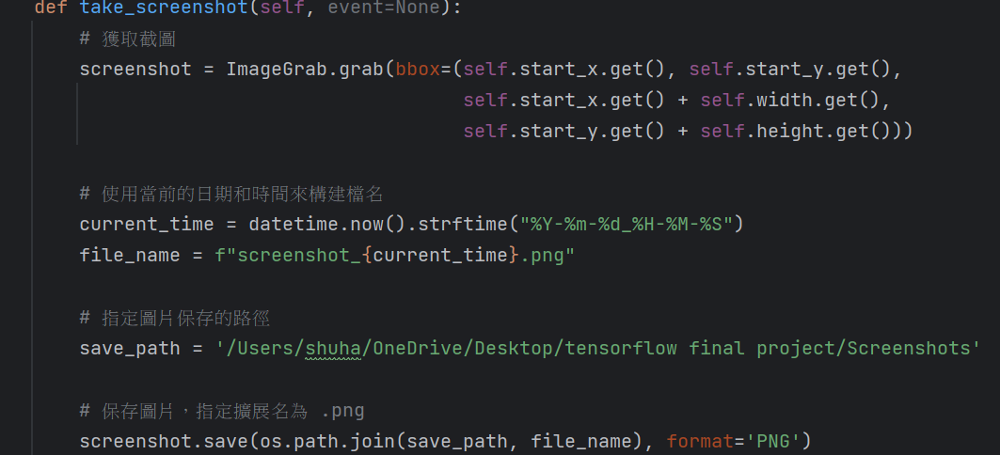 def take_screenshot(self, event=None):
# 獲取截圖
screenshot = ImageGrab.grab(bbox=(self.start_x.get(), self.start_y.get(),
self.start_x.get() + self.width.get(),
self.start_y.get() + self.height.get()))
# 使用當前的日期和時間來構建檔名
current_time = datetime.now().strftime("%Y-%m-%d_%H-%M-%S")
file_name = f"screenshot_{current_time}.png"
# 指定圖片保存的路徑
save_path = '/Users/shuha/OneDrive/Desktop/tensorflow final project/Screenshots'
# 保存圖片，指定擴展名為 .png
screenshot.save(os.path.join(save_path, file_name), format='PNG')